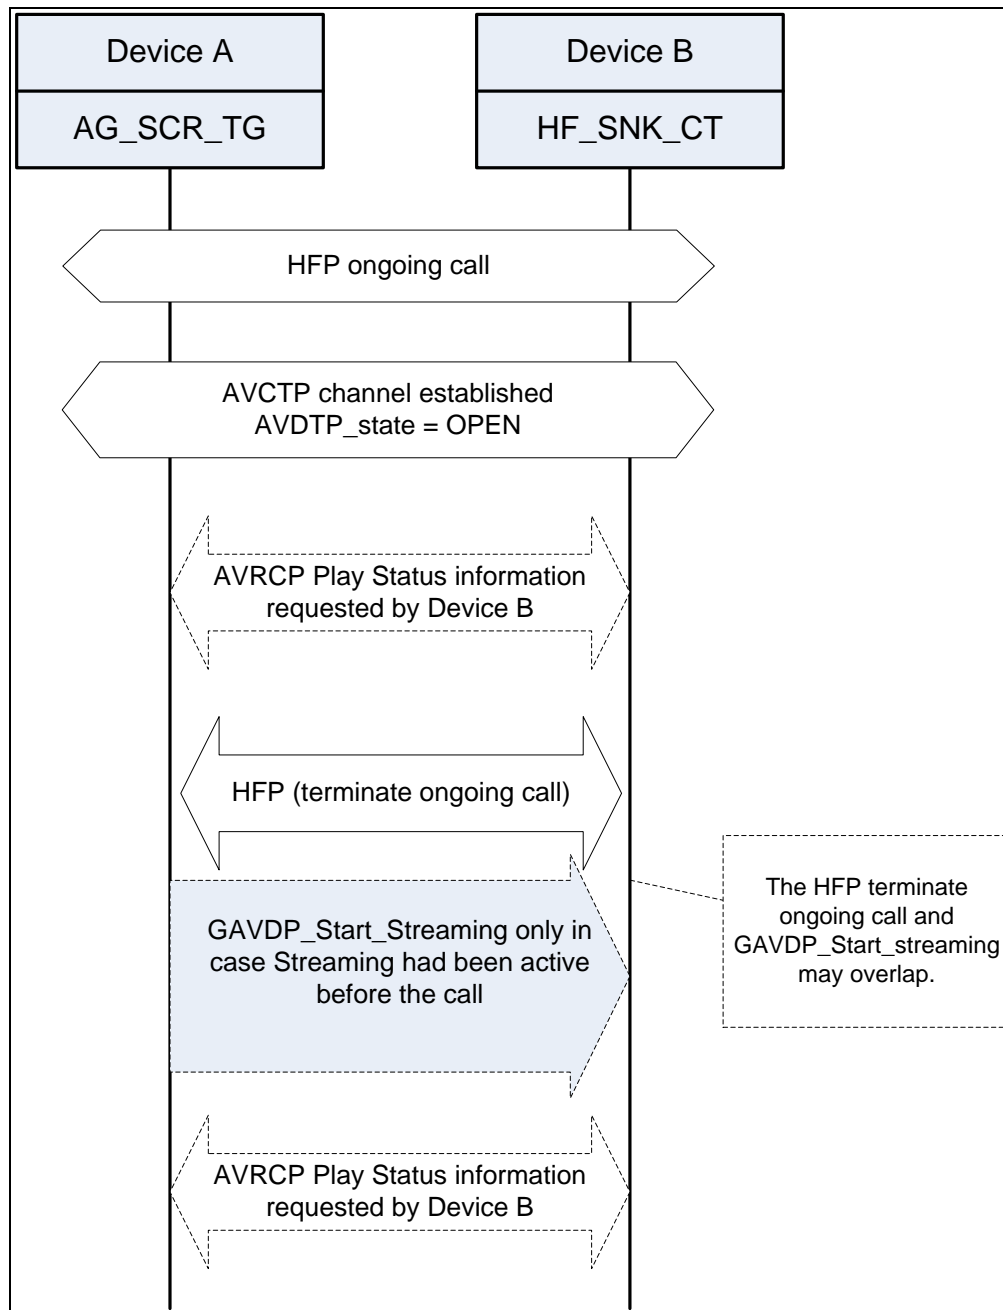 Device A
Device B
AG_SCR_TG
HF_SNK_CT
HFP ongoing call
AVCTP channel established
AVDTP_state = OPEN
AVRCP Play Status information
requested by Device B
HFP (terminate ongoing call)
GAVDP_Start_Streaming only in
case Streaming had been active
before the call
The HFP terminate
ongoing call and
GAVDP_Start_streaming
may overlap.
AVRCP Play Status information
requested by Device B